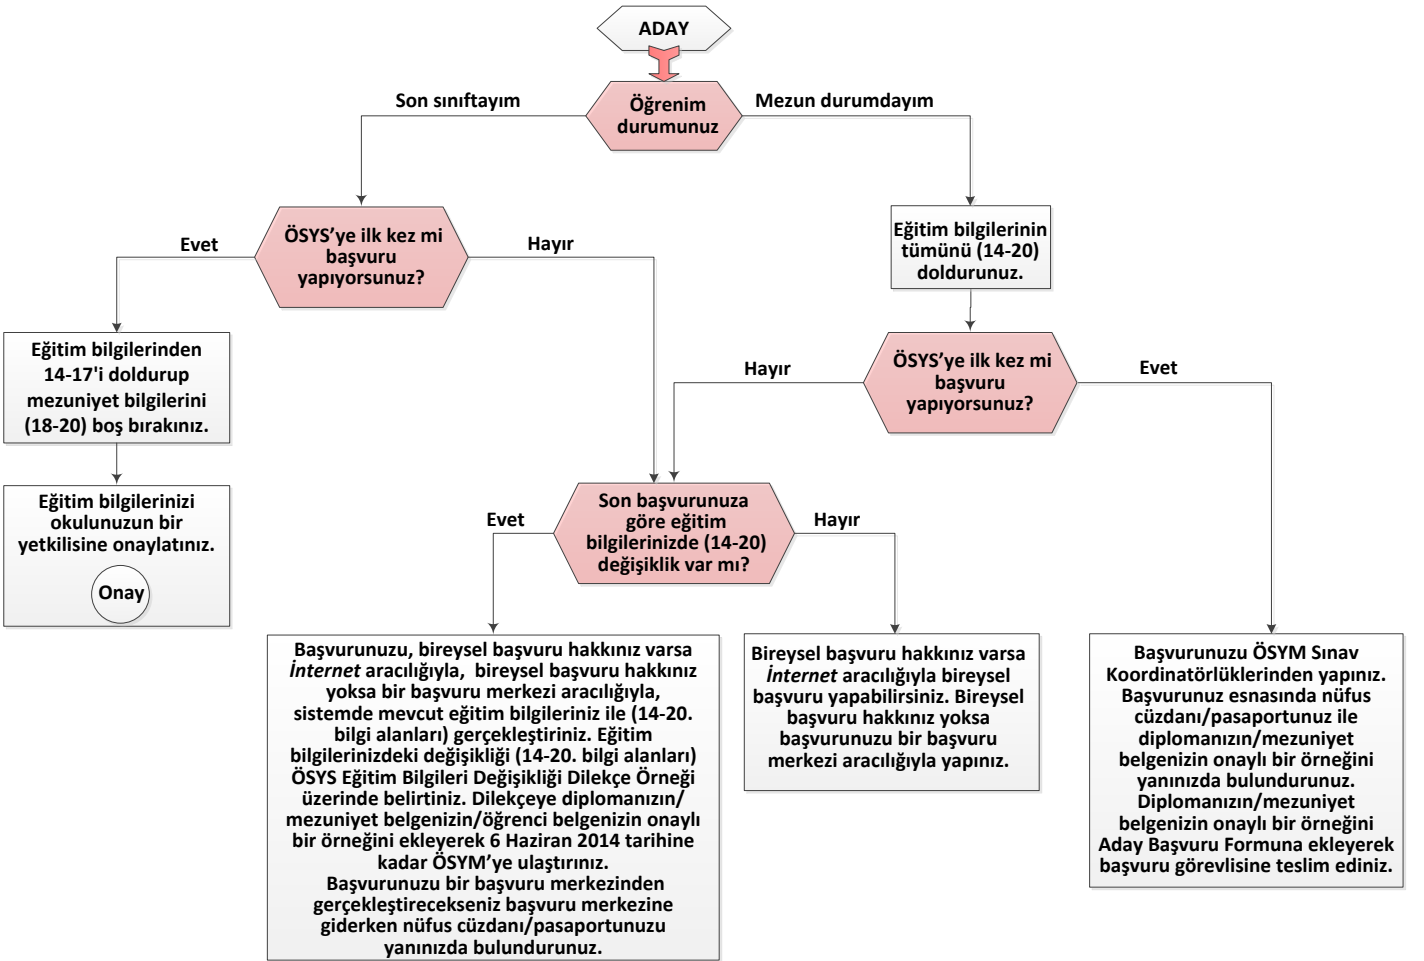 ADAY
Öğrenim
durumunuz
Son sınıftayım
Mezun durumdayım
ÖSYS’ye ilk kez mi
başvuru
yapıyorsunuz?
Evet
Hayır
Eğitim bilgilerinin
tümünü (14-20)
doldurunuz.
Eğitim bilgilerinden
14-17'i doldurup
mezuniyet bilgilerini
(18-20) boş bırakınız.
ÖSYS’ye ilk kez mi
başvuru
yapıyorsunuz?
Hayır
Evet
Eğitim bilgilerinizi
okulunuzun bir
yetkilisine onaylatınız.
Onay
Son başvurunuza
göre eğitim
bilgilerinizde (14-20)
değişiklik var mı?
Evet
Hayır
Başvurunuzu, bireysel başvuru hakkınız varsa
İnternet aracılığıyla, bireysel başvuru hakkınız
yoksa bir başvuru merkezi aracılığıyla,
sistemde mevcut eğitim bilgileriniz ile (14-20.
bilgi alanları) gerçekleştiriniz. Eğitim
bilgilerinizdeki değişikliği (14-20. bilgi alanları)
ÖSYS Eğitim Bilgileri Değişikliği Dilekçe Örneği
üzerinde belirtiniz. Dilekçeye diplomanızın/
mezuniyet belgenizin/öğrenci belgenizin onaylı
bir örneğini ekleyerek 6 Haziran 2014 tarihine
kadar ÖSYM’ye ulaştırınız.
Başvurunuzu bir başvuru merkezinden
gerçekleştirecekseniz başvuru merkezine
giderken nüfus cüzdanı/pasaportunuzu
yanınızda bulundurunuz.
Bireysel başvuru hakkınız varsa
İnternet aracılığıyla bireysel
başvuru yapabilirsiniz. Bireysel
başvuru hakkınız yoksa
başvurunuzu bir başvuru
merkezi aracılığıyla yapınız.
Başvurunuzu ÖSYM Sınav
Koordinatörlüklerinden yapınız.
Başvurunuz esnasında nüfus
cüzdanı/pasaportunuz ile
diplomanızın/mezuniyet
belgenizin onaylı bir örneğini
yanınızda bulundurunuz.
Diplomanızın/mezuniyet
belgenizin onaylı bir örneğini
Aday Başvuru Formuna ekleyerek
başvuru görevlisine teslim ediniz.